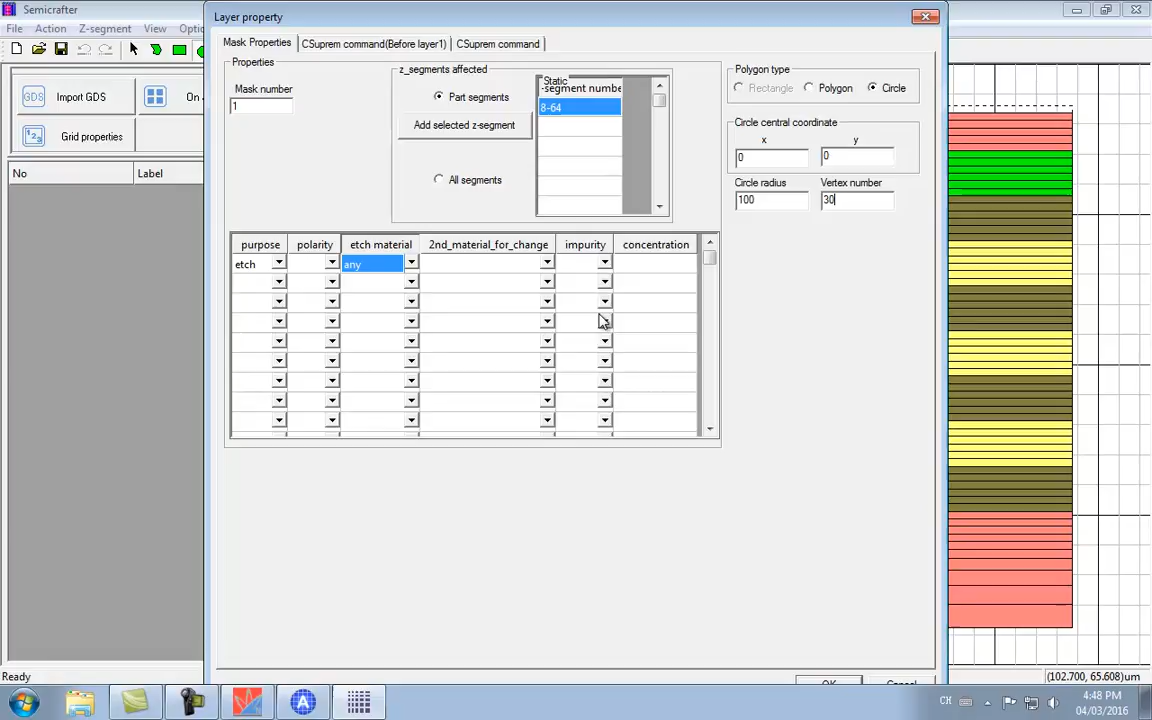 Semicrafter
Layer property
File Action Z-segment View Optio
Mask Properties CSuprem command(Before layer1) CSuprem command
Properties
z_segments affected
Static
Polygon type
Mask number
-segment numbe
Rectangle Polygon Circle
Import GDS
On
Part segments
1
8-64
Circle central coordinate
Add selected z-segment
x y
Grid properties
0 0
No Label
All segments
Circle radius Vertex number
100 30
purpose polarity etch material 2nd_material_for_change impurity concentration
etch any
Ready
(102.700, 65.608)um
CH
4:48 PM
04/03/2016